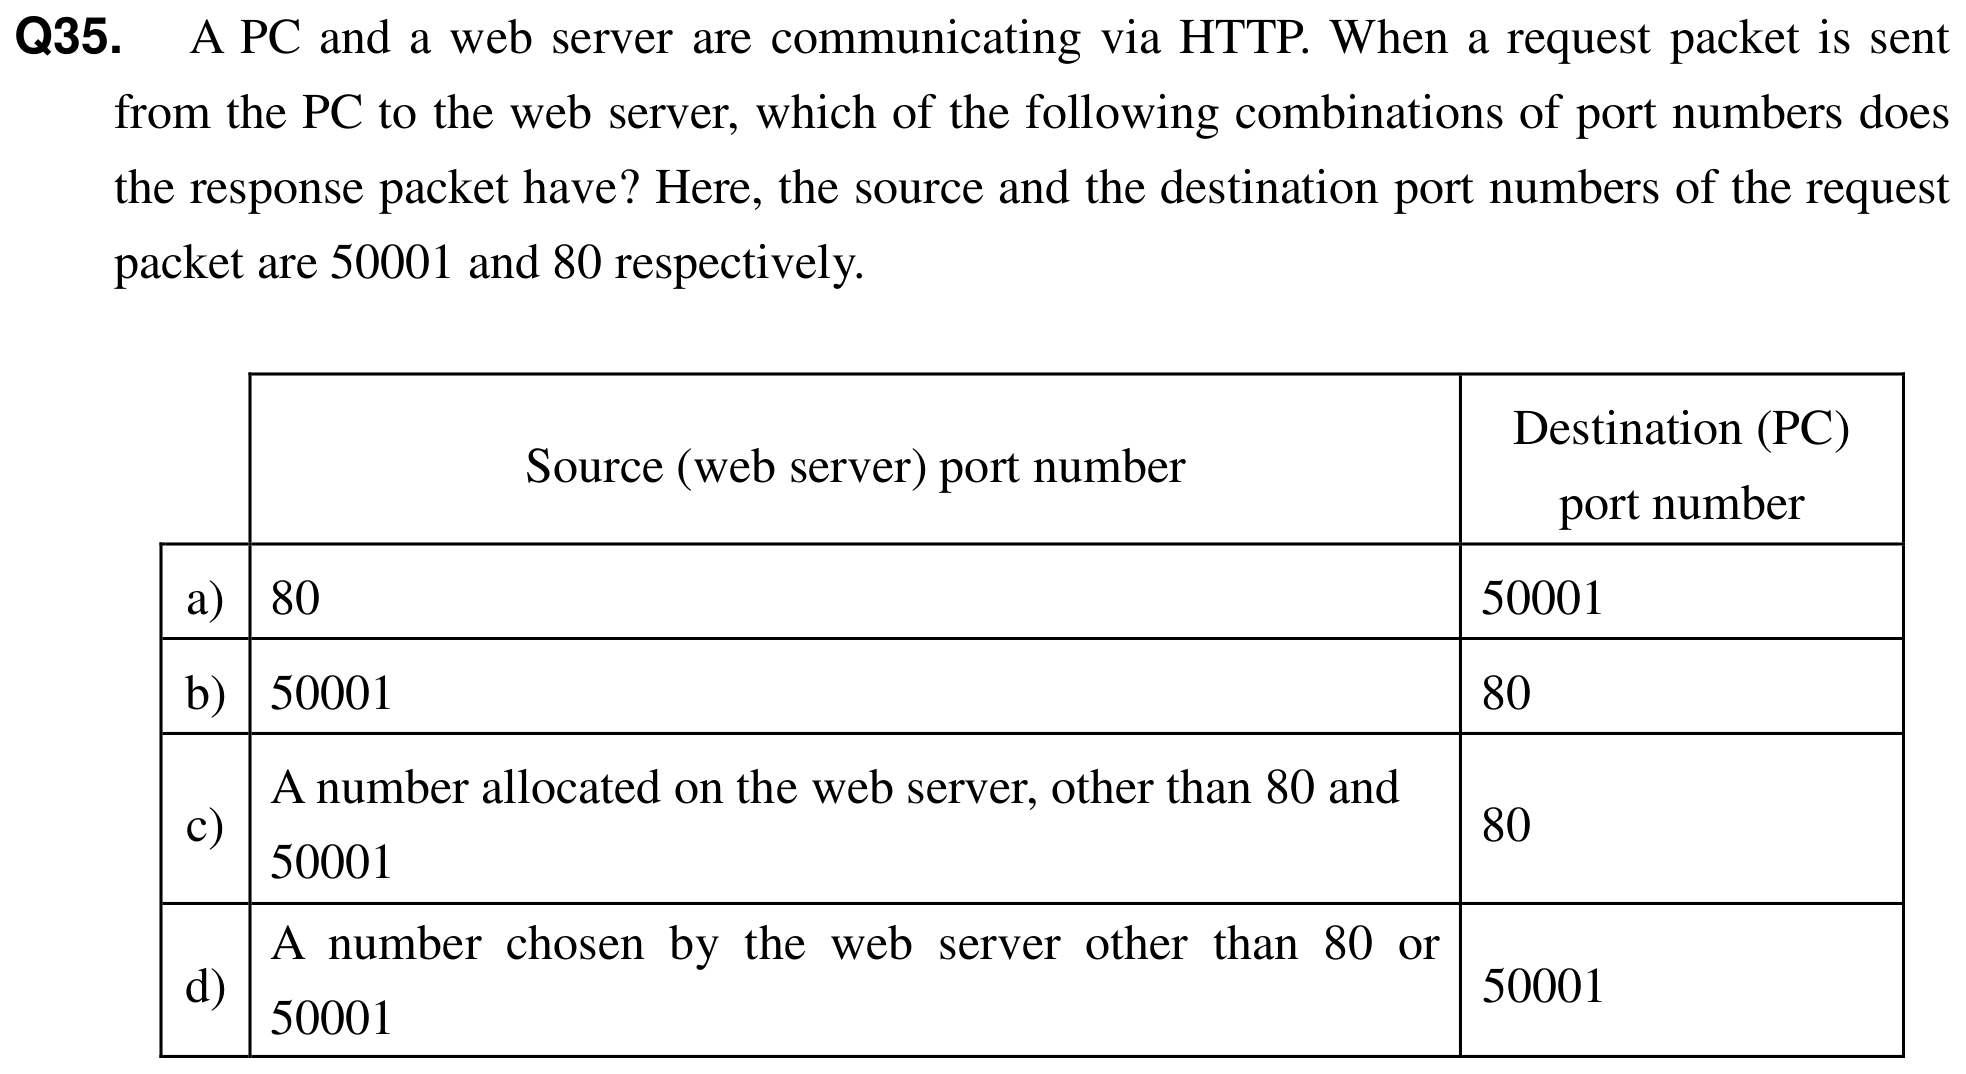 Q35. A PC and a web server are communicating via HTTP. When a request packet is sent
from the PC to the web server, which of the following combinations of port numbers does
the response packet have? Here, the source and the destination port numbers of the request
packet are 50001 and 80 respectively.
Source (web server) port number
Destination (PC)
port number
a) 80 50001
b) 50001 80
c) A number allocated on the web server, other than 80 and
50001
80
d) A number chosen by the web server other than 80 or
50001
50001